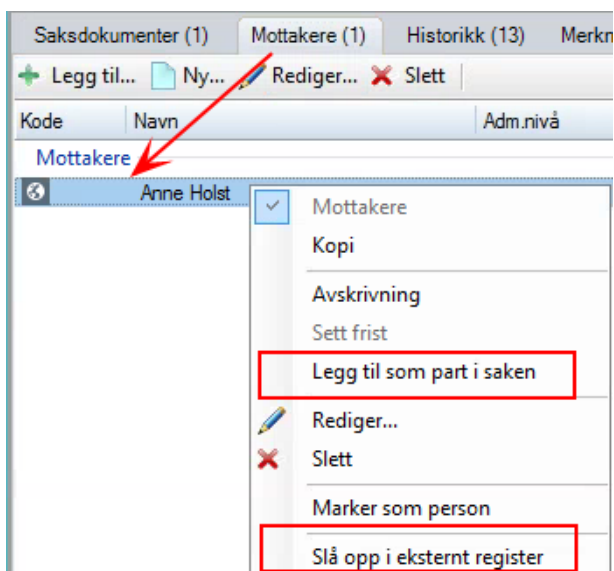 Saksdokumenter (1) Mottakere (1) Historikk (13)
Legg til... Ny... Rediger... Slett
Kode Navn Adm.nivå
Mottakere
Anne Holst
Mottakere
Kopi
Avskrivning
Sett frist
Legg til som part i saken
Rediger...
Slett
Marker som person
Slå opp i eksternt register